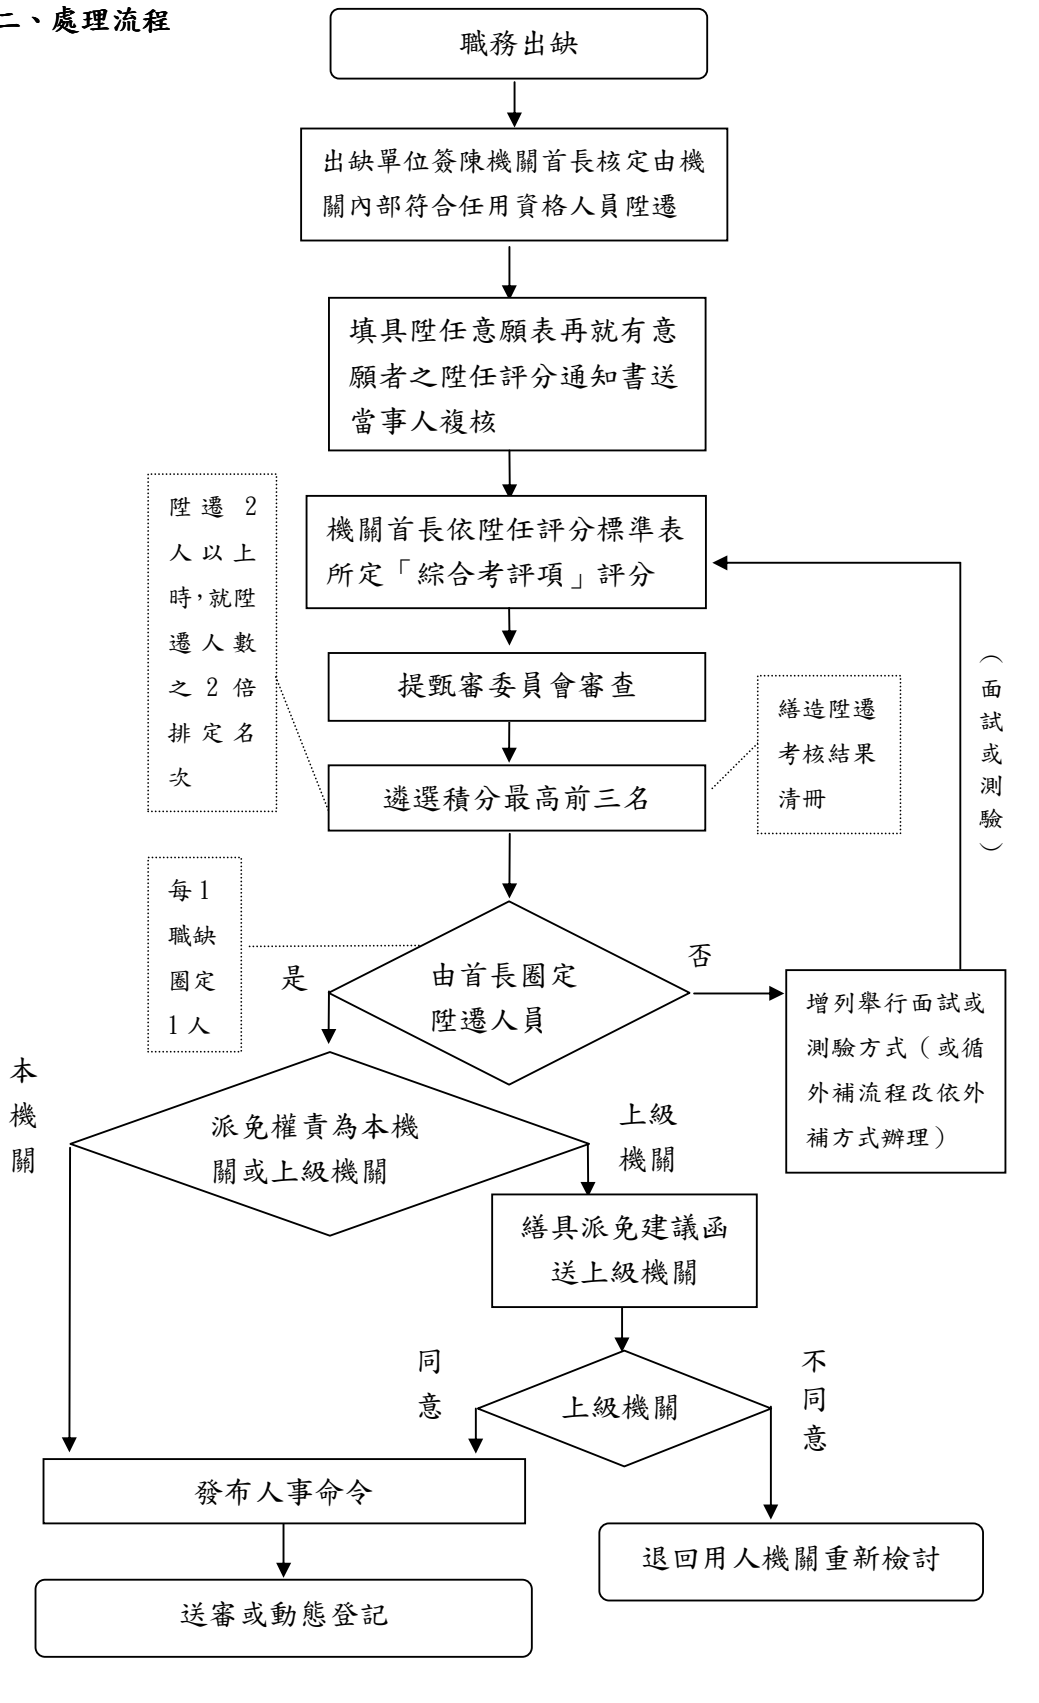 二、處理流程
職務出缺
出缺單位簽陳機關首長核定由機
關內部符合任用資格人員陞遷
填具陞任意願表再就有意
願者之陞任評分通知書送
當事人複核
陞遷 2
人以上
時，就陞
遷人數
之 2 倍
排定名
次
機關首長依陞任評分標準表
所定「綜合考評項」評分
提甄審委員會審查
遴選積分最高前三名
繕造陞遷
考核結果
清冊
（面試或測驗）
每 1
職缺
圈定
1 人
是
由首長圈定
陞遷人員
否
增列舉行面試或
測驗方式（或循
外補流程改依外
補方式辦理）
本機關
派免權責為本機
關或上級機關
上級
機關
繕具派免建議函
送上級機關
同意
上級機關
不同意
發布人事命令
退回用人機關重新檢討
送審或動態登記